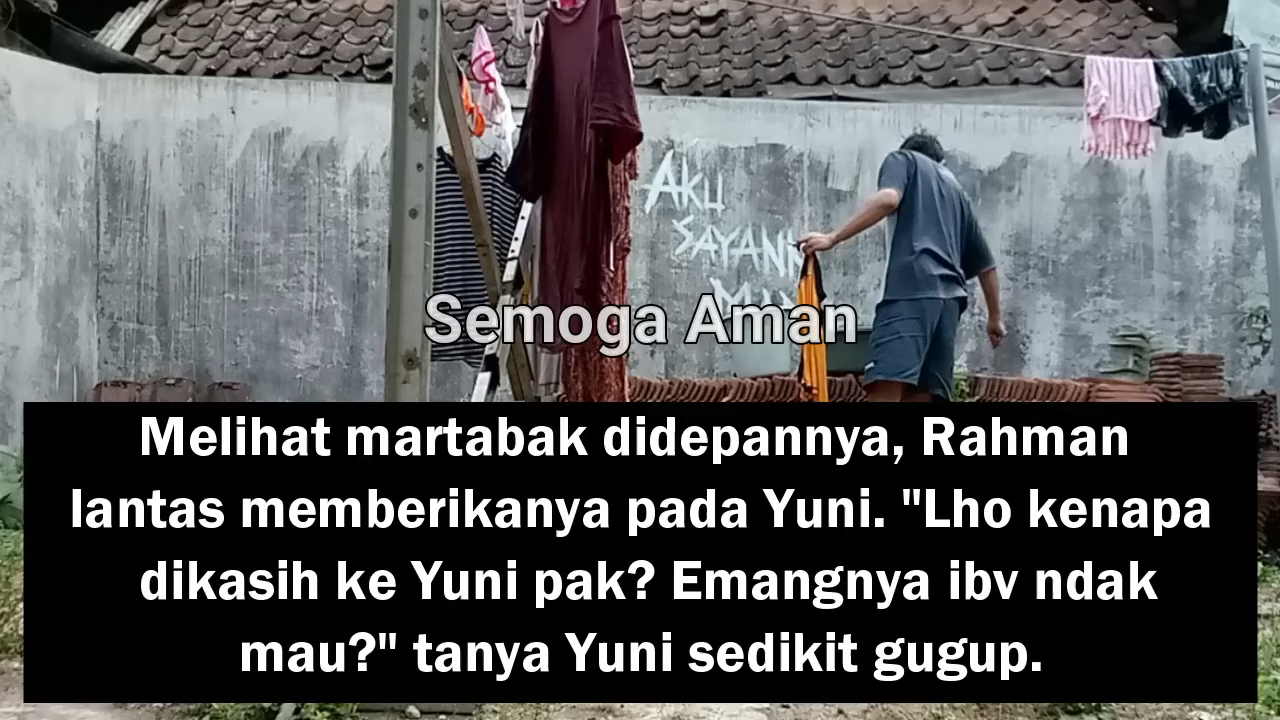 AKU
SAYANK
Semoga Aman
Melihat martabak didepannya, Rahman
lantas memberikanya pada Yuni. "Lho kenapa
dikasih ke Yuni pak? Emangnya ibv ndak
mau?" tanya Yuni sedikit gugup.